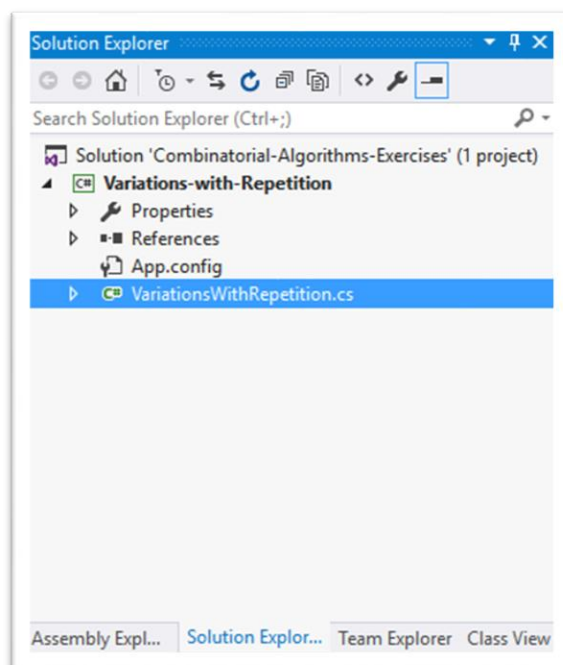 Solution Explorer
Search Solution Explorer (Ctrl+;)
Solution 'Combinatorial-Algorithms-Exercises' (1 project)
C# Variations-with-Repetition
Properties
References
App.config
C# VariationsWithRepetition.cs
Assembly Expl... Solution Explor... Team Explorer Class View